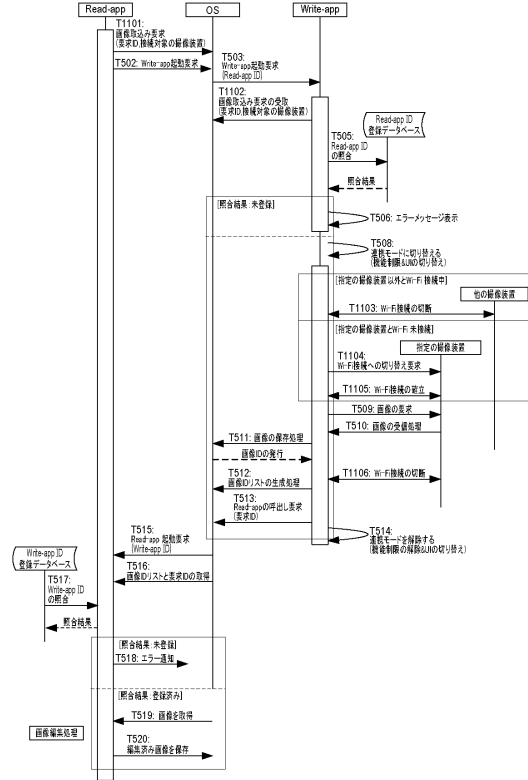 Read-app
OS
Write-app
T1101:
画像取込み要求
(要求ID,接続対象の撮像装置)
T502: Write-app起動要求
T503:
Write-app起動要求
(Read-app ID)
T1102:
画像取込み要求の受取
(要求ID,接続対象の撮像装置)
Read-app ID
登録データベース
T505:
Read-app ID
の照合
照合結果
[照合結果:未登録]
T506: エラーメッセージ表示
T508:
連携モードに切り替える
(機能制限&UIの切り替え)
[指定の撮像装置以外とWi-Fi 接続中]
他の撮像装置
T1103: Wi-Fi接続の切断
[指定の撮像装置とWi-Fi 未接続]
指定の撮像装置
T1104:
Wi-Fi接続への切り替え要求
T1105: Wi-Fi接続の確立
T509: 画像の要求
T510: 画像の受信処理
T511: 画像の保存処理
画像IDの発行
T512:
画像IDリストの生成処理
T1106: Wi-Fi接続の切断
T513:
Read-appの呼出し要求
(要求ID)
T514:
連携モードを解除する
(機能制限の解除&UIの切り替え)
T515:
Read-app 起動要求
(Write-app ID)
Write-app ID
登録データベース
T516:
画像IDリストと要求IDの取得
T517:
Write-app ID
の照合
照合結果
[照合結果:未登録]
T518: エラー通知
[照合結果:登録済み]
T519: 画像を取得
画像編集処理
T520:
編集済み画像を保存